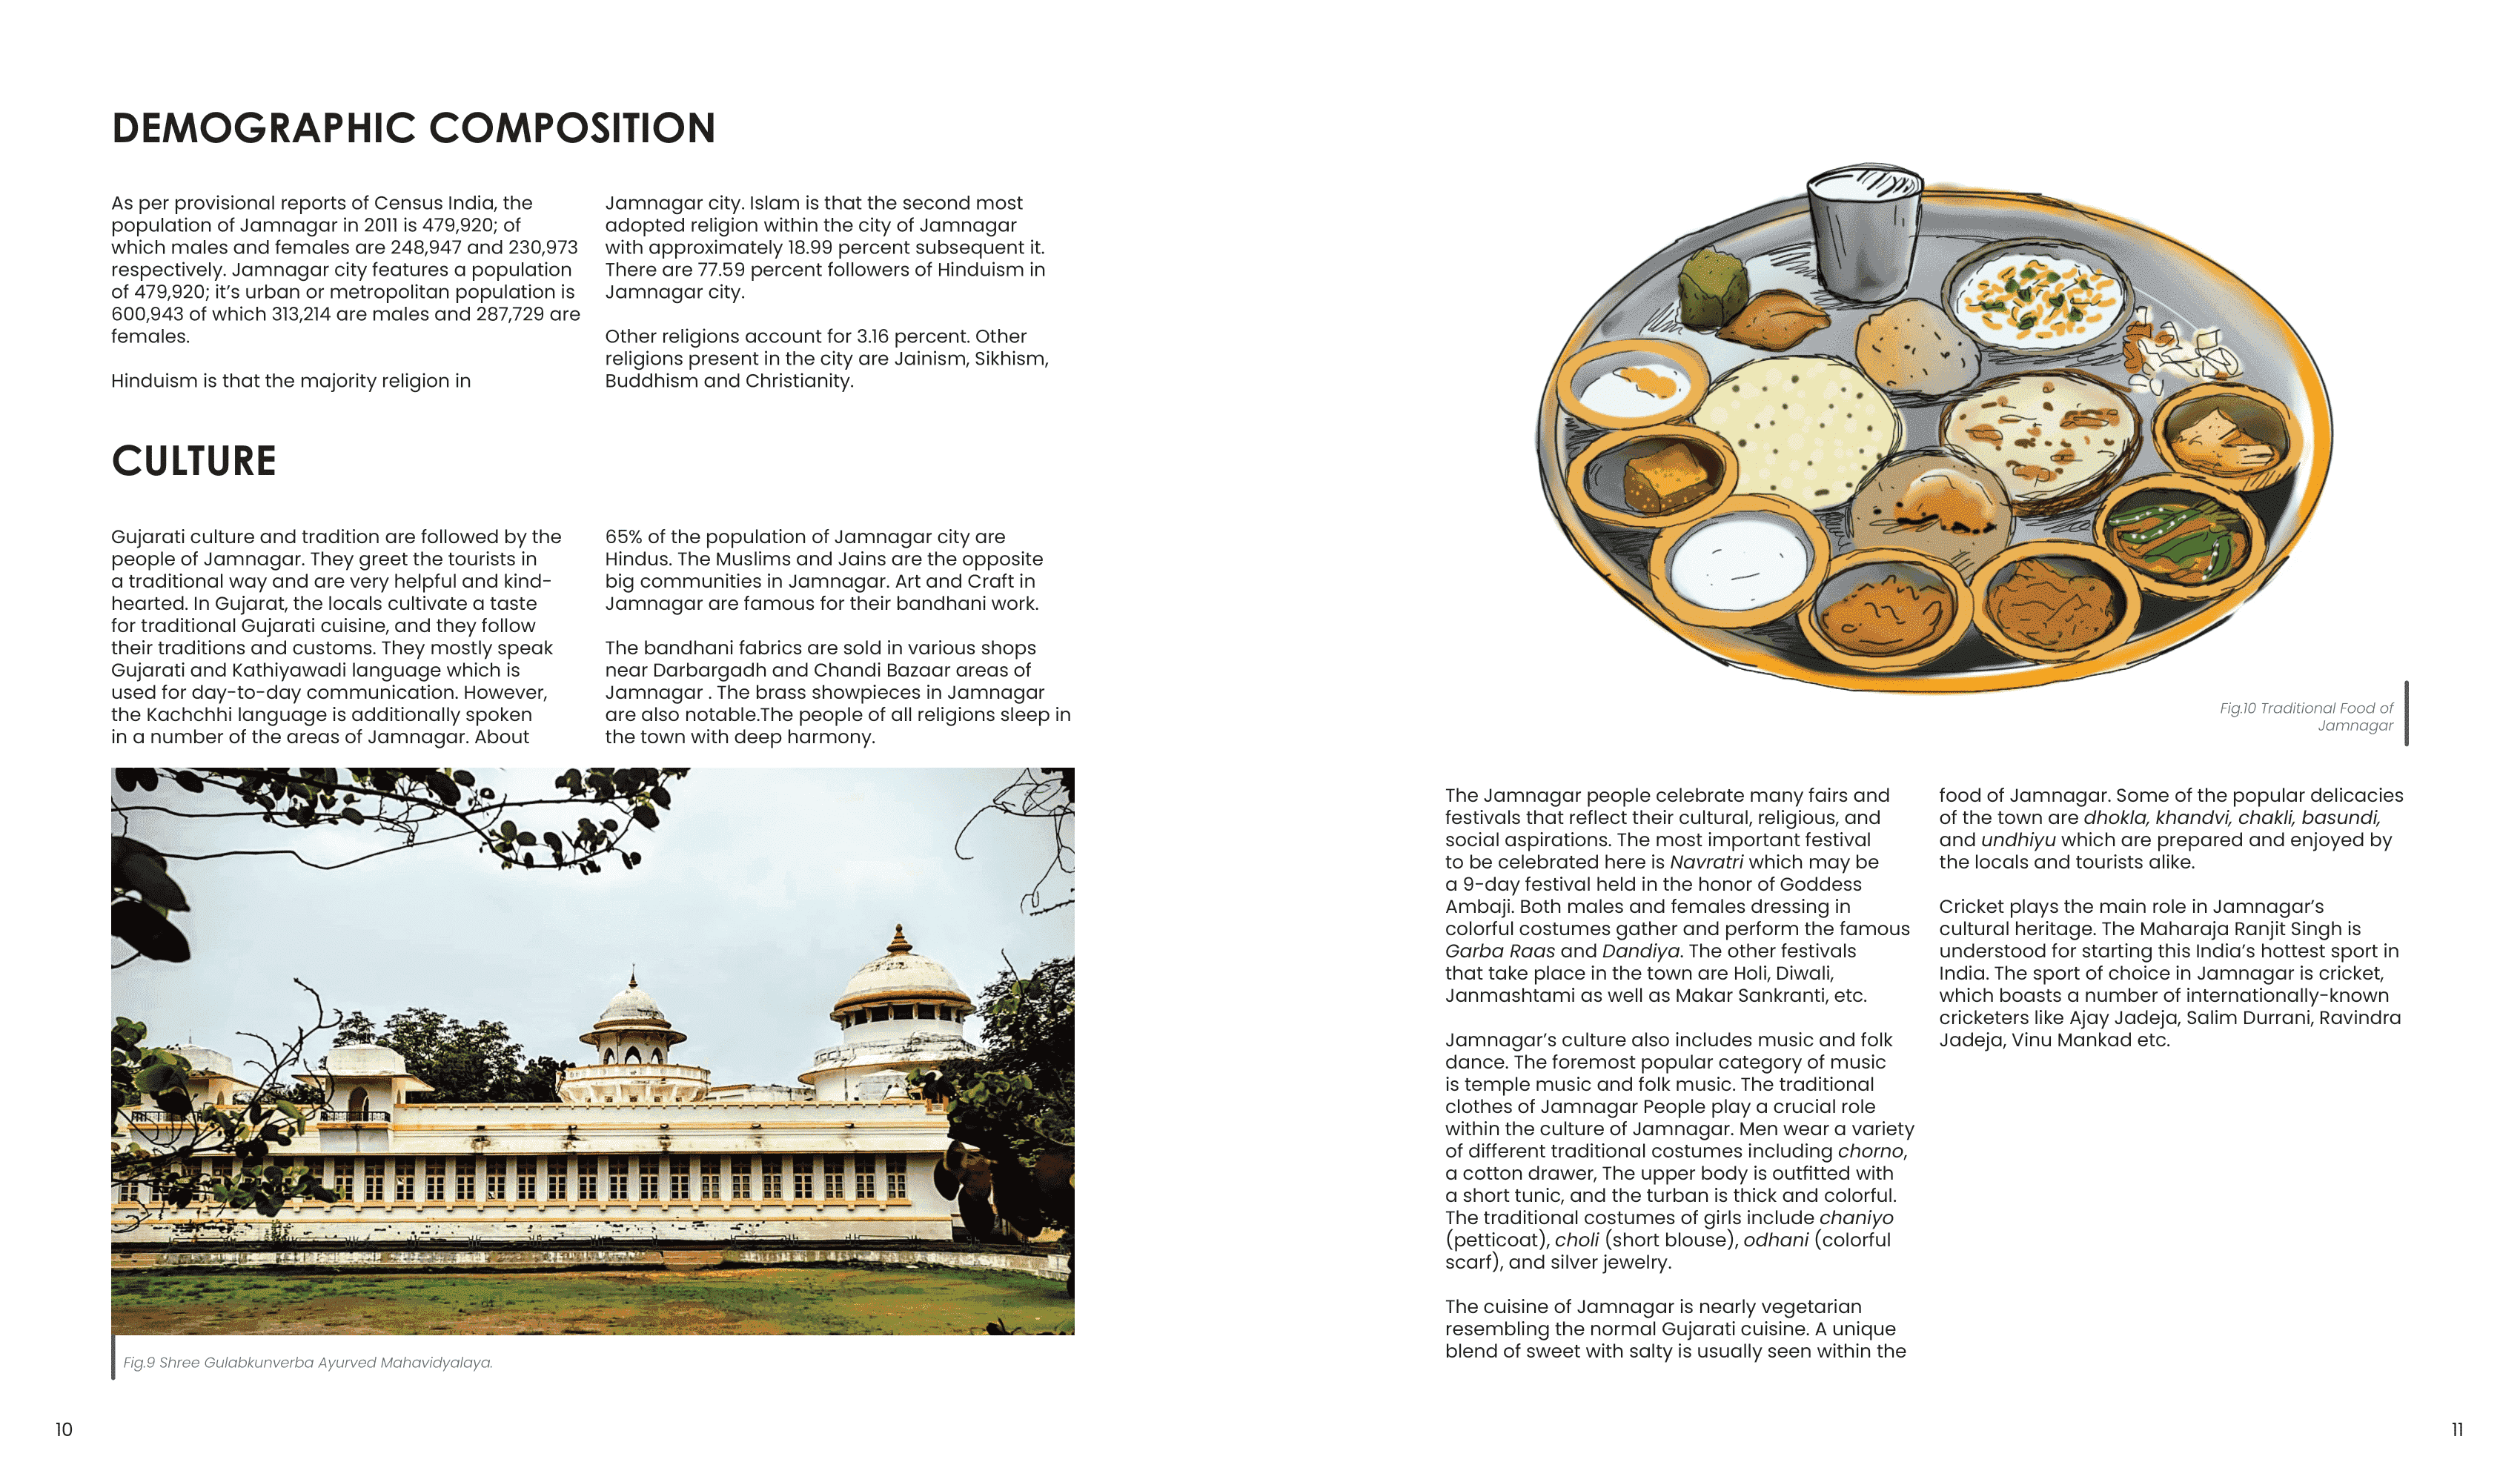 DEMOGRAPHIC COMPOSITION
As per provisional reports of Census India, the
population of Jamnagar in 2011 is 479,920; of
which males and females are 248,947 and 230,973
respectively. Jamnagar city features a population
of 479,920; it’s urban or metropolitan population is
600,943 of which 313,214 are males and 287,729 are
females.
Hinduism is that the majority religion in
Jamnagar city. Islam is that the second most
adopted religion within the city of Jamnagar
with approximately 18.99 percent subsequent it.
There are 77.59 percent followers of Hinduism in
Jamnagar city.
Other religions account for 3.16 percent. Other
religions present in the city are Jainism, Sikhism,
Buddhism and Christianity.
CULTURE
Gujarati culture and tradition are followed by the
people of Jamnagar. They greet the tourists in
a traditional way and are very helpful and kind-
hearted. In Gujarat, the locals cultivate a taste
for traditional Gujarati cuisine, and they follow
their traditions and customs. They mostly speak
Gujarati and Kathiyawadi language which is
used for day-to-day communication. However,
the Kachchhi language is additionally spoken
in a number of the areas of Jamnagar. About
65% of the population of Jamnagar city are
Hindus. The Muslims and Jains are the opposite
big communities in Jamnagar. Art and Craft in
Jamnagar are famous for their bandhani work.
The bandhani fabrics are sold in various shops
near Darbargadh and Chandi Bazaar areas of
Jamnagar . The brass showpieces in Jamnagar
are also notable.The people of all religions sleep in
the town with deep harmony.
Fig.9 Shree Gulabkunverba Ayurved Mahavidyalaya.
10
Fig.10 Traditional Food of
Jamnagar
The Jamnagar people celebrate many fairs and
festivals that reflect their cultural, religious, and
social aspirations. The most important festival
to be celebrated here is Navratri which may be
a 9-day festival held in the honor of Goddess
Ambaji. Both males and females dressing in
colorful costumes gather and perform the famous
Garba Raas and Dandiya. The other festivals
that take place in the town are Holi, Diwali,
Janmashtami as well as Makar Sankranti, etc.
Jamnagar’s culture also includes music and folk
dance. The foremost popular category of music
is temple music and folk music. The traditional
clothes of Jamnagar People play a crucial role
within the culture of Jamnagar. Men wear a variety
of different traditional costumes including chorno,
a cotton drawer, The upper body is outfitted with
a short tunic, and the turban is thick and colorful.
The traditional costumes of girls include chaniyo
(petticoat), choli (short blouse), odhani (colorful
scarf), and silver jewelry.
The cuisine of Jamnagar is nearly vegetarian
resembling the normal Gujarati cuisine. A unique
blend of sweet with salty is usually seen within the
food of Jamnagar. Some of the popular delicacies
of the town are dhokla, khandvi, chakli, basundi,
and undhiyu which are prepared and enjoyed by
the locals and tourists alike.
Cricket plays the main role in Jamnagar’s
cultural heritage. The Maharaja Ranjit Singh is
understood for starting this India’s hottest sport in
India. The sport of choice in Jamnagar is cricket,
which boasts a number of internationally-known
cricketers like Ajay Jadeja, Salim Durrani, Ravindra
Jadeja, Vinu Mankad etc.
11